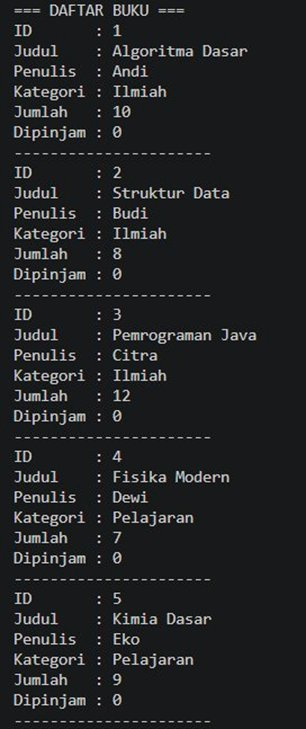 === DAFTAR BUKU ===
ID       : 1
Judul    : Algoritma Dasar
Penulis  : Andi
Kategori : Ilmiah
Jumlah   : 10
Dipinjam : 0
------------------------
ID       : 2
Judul    : Struktur Data
Penulis  : Budi
Kategori : Ilmiah
Jumlah   : 8
Dipinjam : 0
------------------------
ID       : 3
Judul    : Pemrograman Java
Penulis  : Citra
Kategori : Ilmiah
Jumlah   : 12
Dipinjam : 0
------------------------
ID       : 4
Judul    : Fisika Modern
Penulis  : Dewi
Kategori : Pelajaran
Jumlah   : 7
Dipinjam : 0
------------------------
ID       : 5
Judul    : Kimia Dasar
Penulis  : Eko
Kategori : Pelajaran
Jumlah   : 9
Dipinjam : 0
------------------------